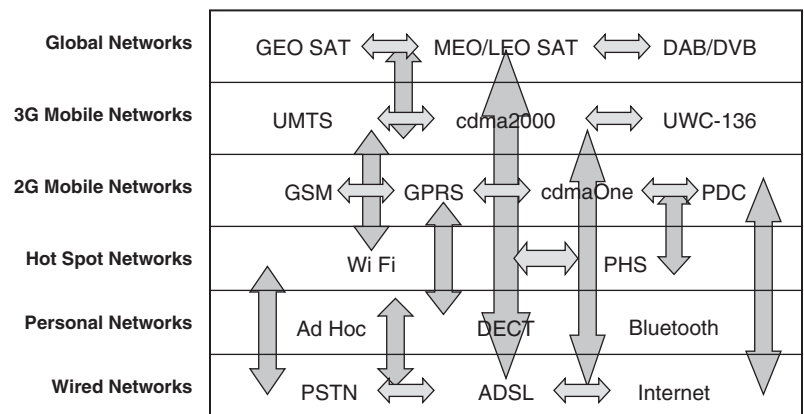 Global Networks GEO SAT MEO/LEO SAT DAB/DVB
3G Mobile Networks UMTS cdma2000 UWC-136
2G Mobile Networks GSM GPRS cdmaOne PDC
Hot Spot Networks Wi Fi PHS
Personal Networks Ad Hoc DECT Bluetooth
Wired Networks PSTN ADSL Internet